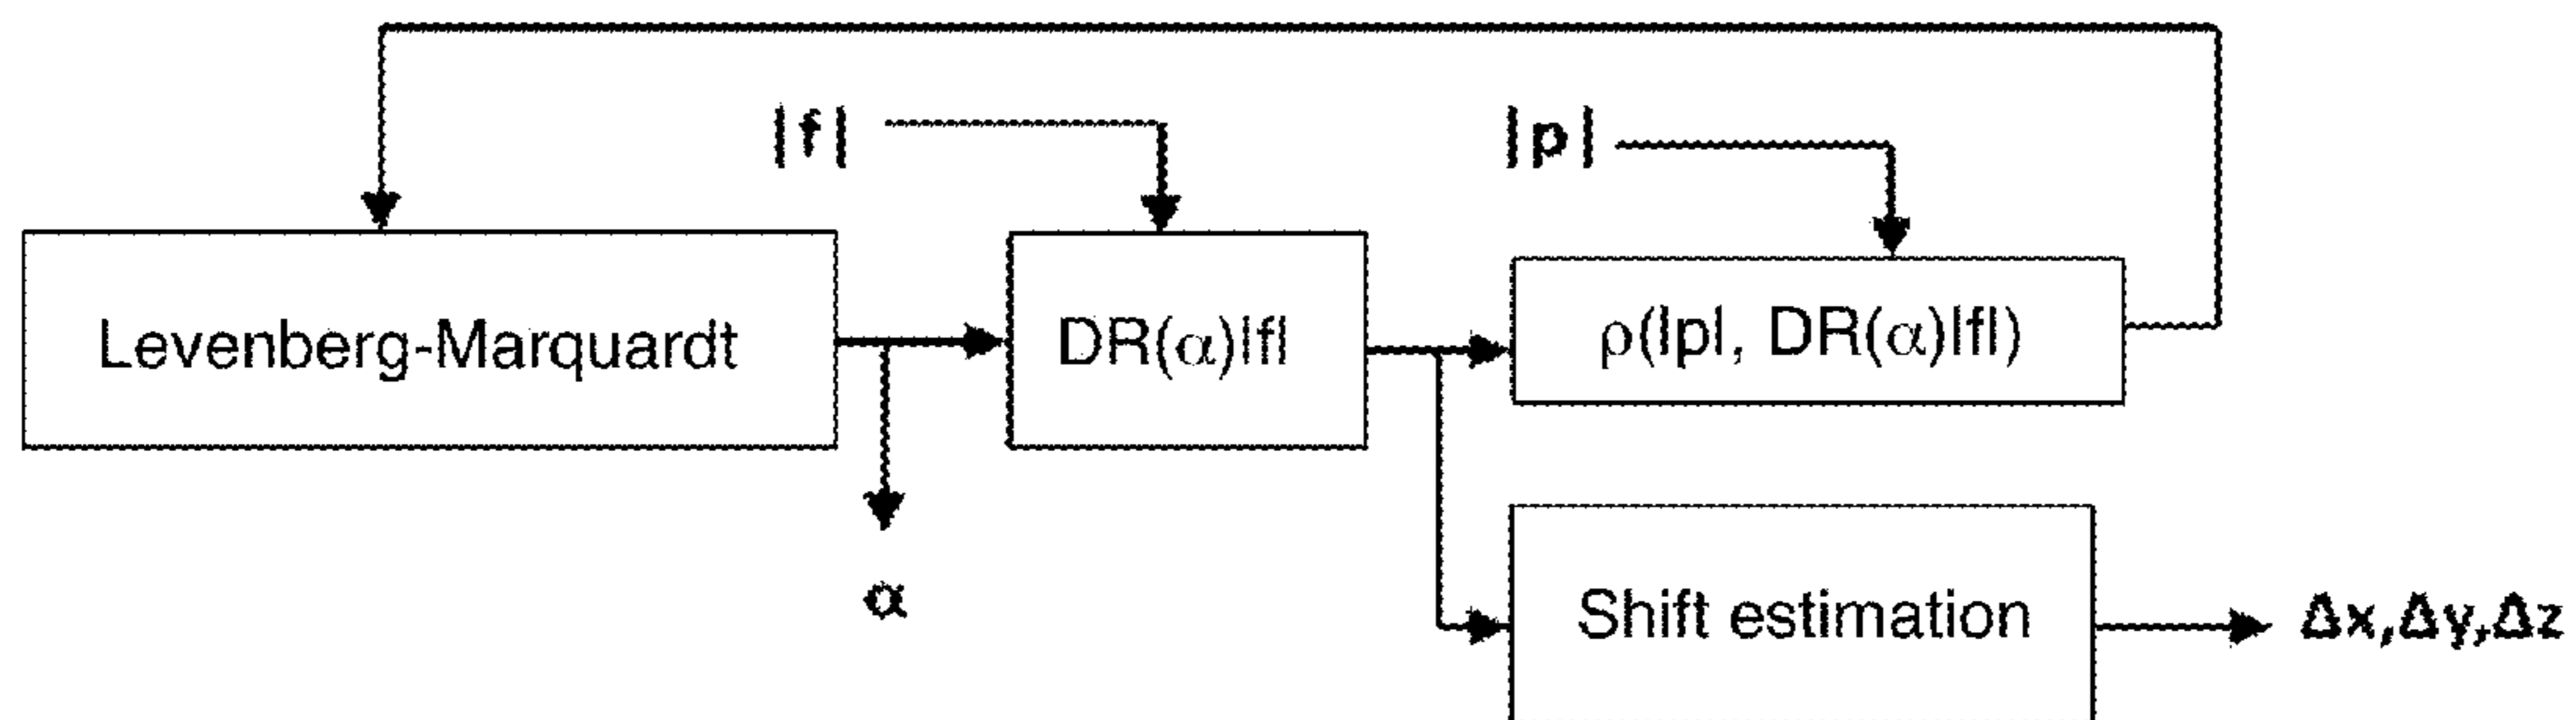 |f|
|p|
Levenberg-Marquardt
DR(α)|f|
ρ(|p|, DR(α)|f|)
α
Shift estimation
Δx,Δy,Δz